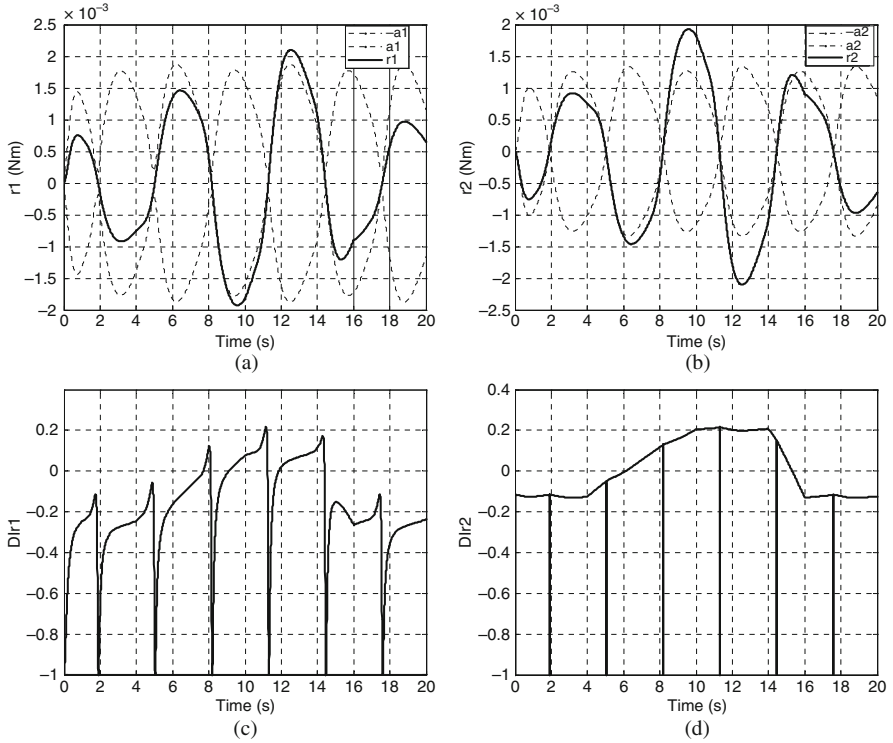 × 10⁻³
2.5
2
1.5
1
0.5
0
−0.5
−1
−1.5
−2
r1 (Nm)
−a1
a1
r1
0 2 4 6 8 10 12 14 16 18 20
Time (s)
(a)
× 10⁻³
2
1.5
1
0.5
0
−0.5
−1
−1.5
−2
−2.5
r2 (Nm)
−a2
a2
r2
0 2 4 6 8 10 12 14 16 18 20
Time (s)
(b)
0.2
0
−0.2
−0.4
−0.6
−0.8
−1
DIr1
0 2 4 6 8 10 12 14 16 18 20
Time (s)
(c)
0.4
0.2
0
−0.2
−0.4
−0.6
−0.8
−1
DIr2
0 2 4 6 8 10 12 14 16 18 20
Time (s)
(d)